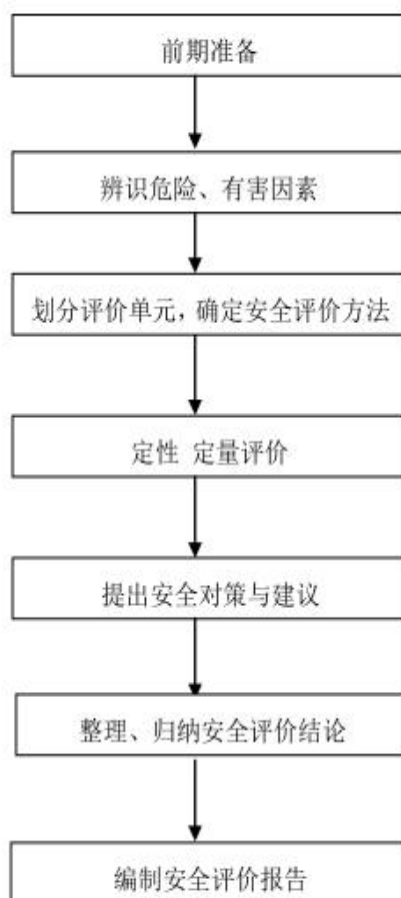 前期准备
辨识危险、有害因素
划分评价单元，确定安全评价方法
定性 定量评价
提出安全对策与建议
整理、归纳安全评价结论
编制安全评价报告